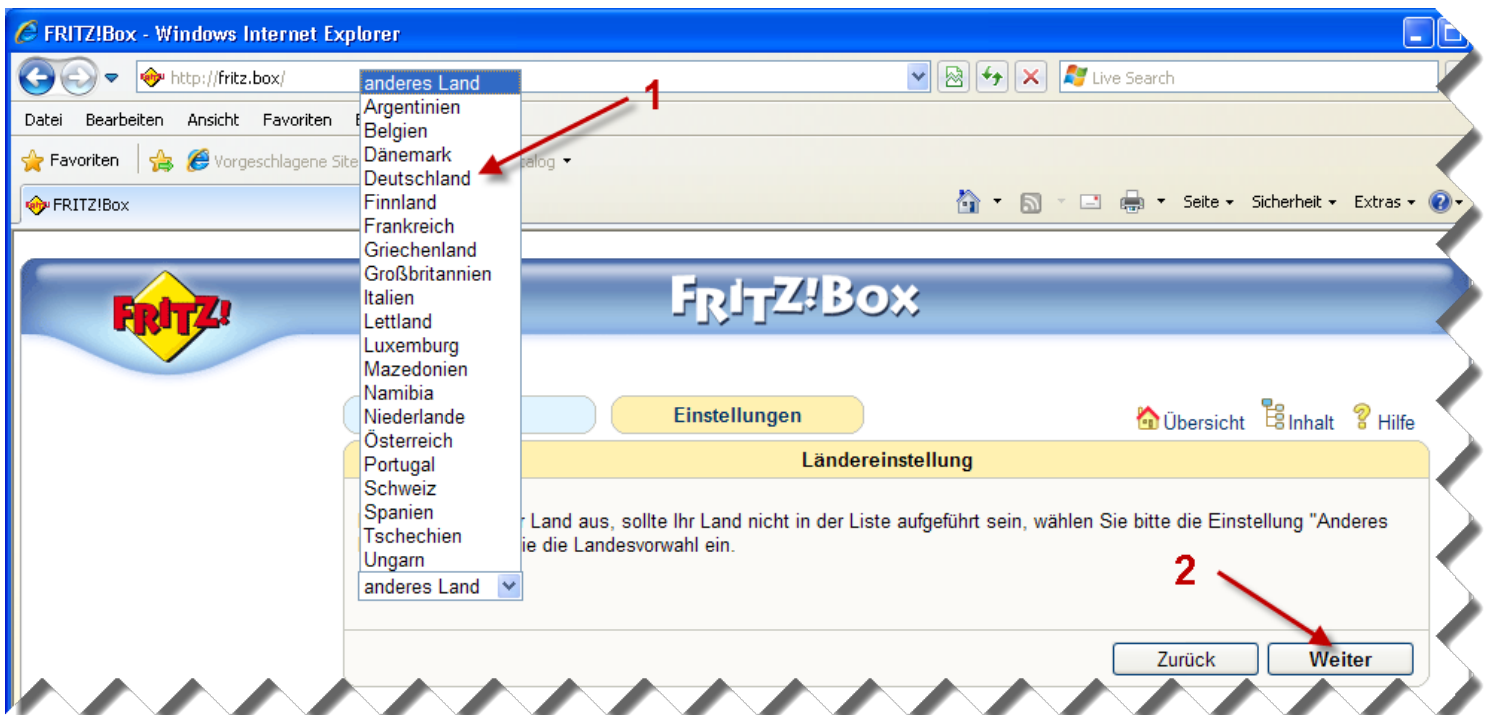 FRITZ!Box - Windows Internet Explorer
http://fritz.box/
Live Search
Datei Bearbeiten Ansicht Favoriten
Favoriten Vorgeschlagene
FRITZ!Box
Seite Sicherheit Extras
anderes Land
Argentinien
Belgien
Dänemark
Deutschland
Finnland
Frankreich
Griechenland
Großbritannien
Italien
Lettland
Luxemburg
Mazedonien
Namibia
Niederlande
Österreich
Portugal
Schweiz
Spanien
Tschechien
Ungarn
anderes Land
1
FRITZ!
FRITZ!Box
Einstellungen
Übersicht Inhalt Hilfe
Ländereinstellung
Land aus, sollte Ihr Land nicht in der Liste aufgeführt sein, wählen Sie bitte die Einstellung "Anderes
die Landesvorwahl ein.
2
Zurück Weiter